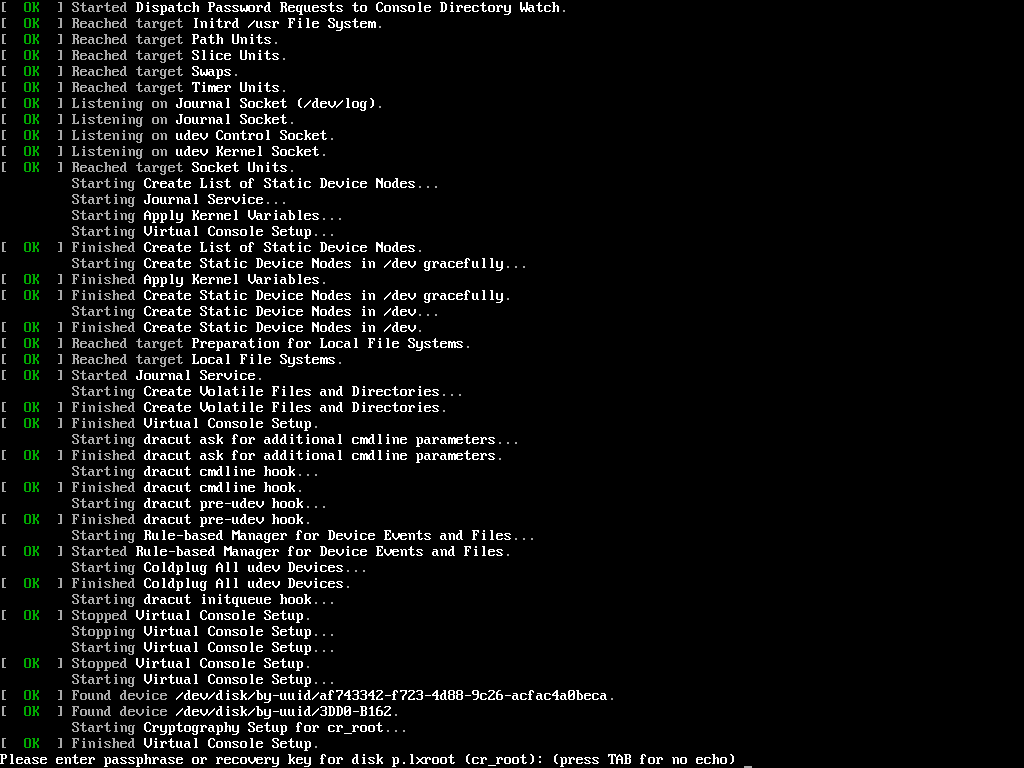 [  OK  ] Started Dispatch Password Requests to Console Directory Watch.
[  OK  ] Reached target Initrd /usr File System.
[  OK  ] Reached target Path Units.
[  OK  ] Reached target Slice Units.
[  OK  ] Reached target Swaps.
[  OK  ] Reached target Timer Units.
[  OK  ] Listening on Journal Socket (/dev/log).
[  OK  ] Listening on Journal Socket.
[  OK  ] Listening on udev Control Socket.
[  OK  ] Listening on udev Kernel Socket.
[  OK  ] Reached target Socket Units.
         Starting Create List of Static Device Nodes...
         Starting Journal Service...
         Starting Apply Kernel Variables...
         Starting Virtual Console Setup...
[  OK  ] Finished Create List of Static Device Nodes.
         Starting Create Static Device Nodes in /dev gracefully...
[  OK  ] Finished Apply Kernel Variables.
[  OK  ] Finished Create Static Device Nodes in /dev gracefully.
         Starting Create Static Device Nodes in /dev...
[  OK  ] Finished Create Static Device Nodes in /dev.
[  OK  ] Reached target Preparation for Local File Systems.
[  OK  ] Reached target Local File Systems.
[  OK  ] Started Journal Service.
         Starting Create Volatile Files and Directories...
[  OK  ] Finished Create Volatile Files and Directories.
[  OK  ] Finished Virtual Console Setup.
         Starting dracut ask for additional cmdline parameters...
[  OK  ] Finished dracut ask for additional cmdline parameters.
         Starting dracut cmdline hook...
[  OK  ] Finished dracut cmdline hook.
         Starting dracut pre-udev hook...
[  OK  ] Finished dracut pre-udev hook.
         Starting Rule-based Manager for Device Events and Files...
[  OK  ] Started Rule-based Manager for Device Events and Files.
         Starting Coldplug All udev Devices...
[  OK  ] Finished Coldplug All udev Devices.
         Starting dracut initqueue hook...
[  OK  ] Stopped Virtual Console Setup.
         Stopping Virtual Console Setup...
         Starting Virtual Console Setup...
[  OK  ] Stopped Virtual Console Setup.
         Starting Virtual Console Setup...
[  OK  ] Found device /dev/disk/by-uuid/af743342-f723-4d88-9c26-acfac4a0beca.
[  OK  ] Found device /dev/disk/by-uuid/3DD0-B162.
         Starting Cryptography Setup for cr_root...
[  OK  ] Finished Virtual Console Setup.
Please enter passphrase or recovery key for disk p.lxroot (cr_root): (press TAB for no echo) _